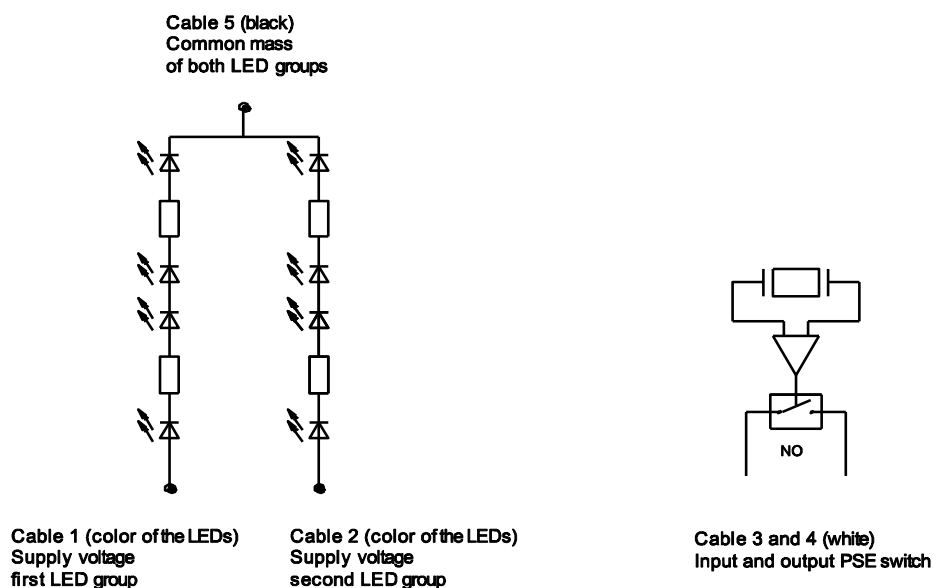 Cable 5 (black)
Common mass
of both LED groups
NO
Cable 1 (color of the LEDs)
Supply voltage
first LED group
Cable 2 (color of the LEDs)
Supply voltage
second LED group
Cable 3 and 4 (white)
Input and output PSE switch